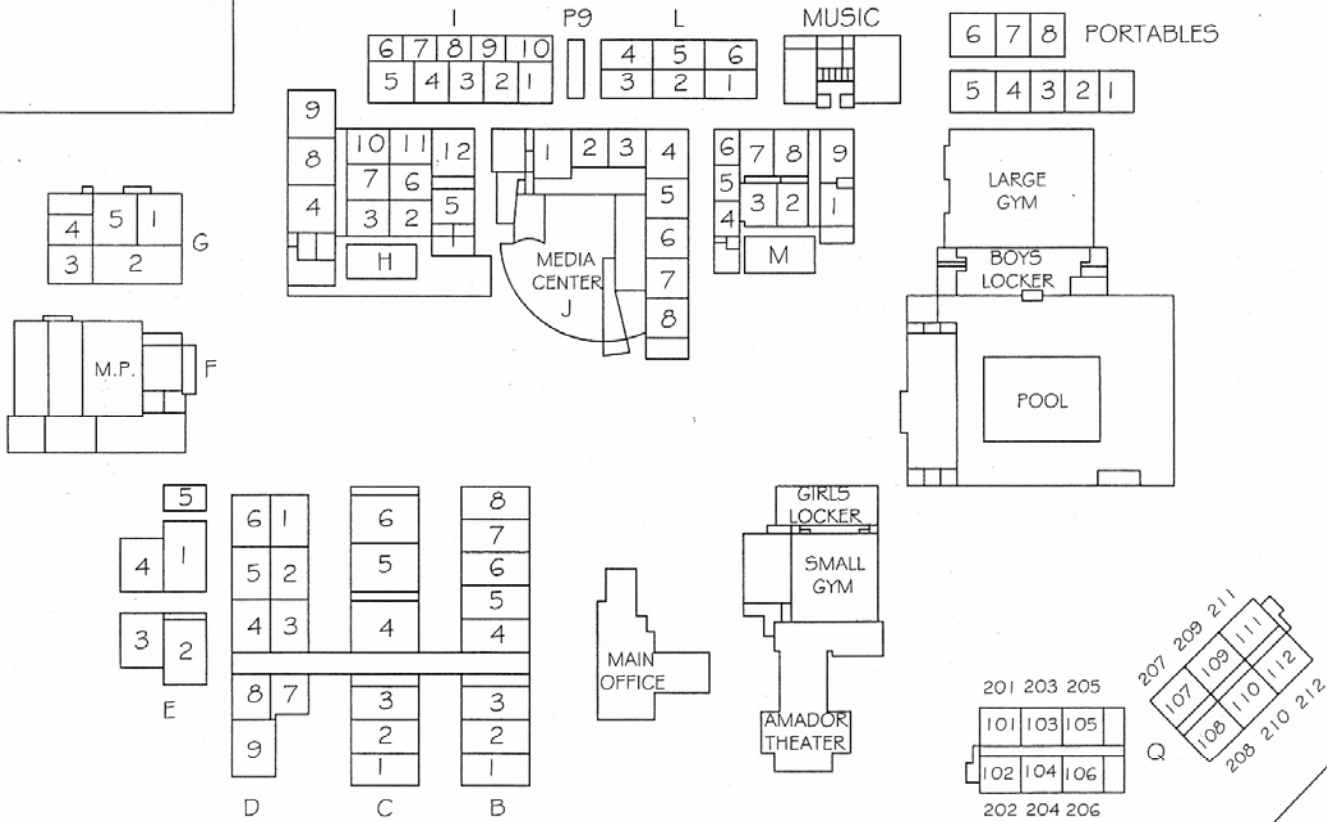 I P9 L MUSIC
6 7 8 9 10
5 4 3 2 1
4 5 6
3 2 1
6 7 8 PORTABLES
5 4 3 2 1
9
8
4
10 11 12
7 6
3 2 5
H
1 2 3 4
5
6
7
8
MEDIA
CENTER
J
6 7 8 9
5
4 3 2 1
M
LARGE
GYM
BOYS
LOCKER
POOL
5 1
4
3 2
G
M.P. F
5
4 1
3 2
E
6 1
5 2
4 3
8 7
9
D
6
5
4
3
2
1
C
8
7
6
5
4
3
2
1
B
MAIN
OFFICE
GIRLS
LOCKER
SMALL
GYM
AMADOR
THEATER
201 203 205
101 103 105
102 104 106
202 204 206
Q
207 209 211
107 109 111
108 110 112
208 210 212